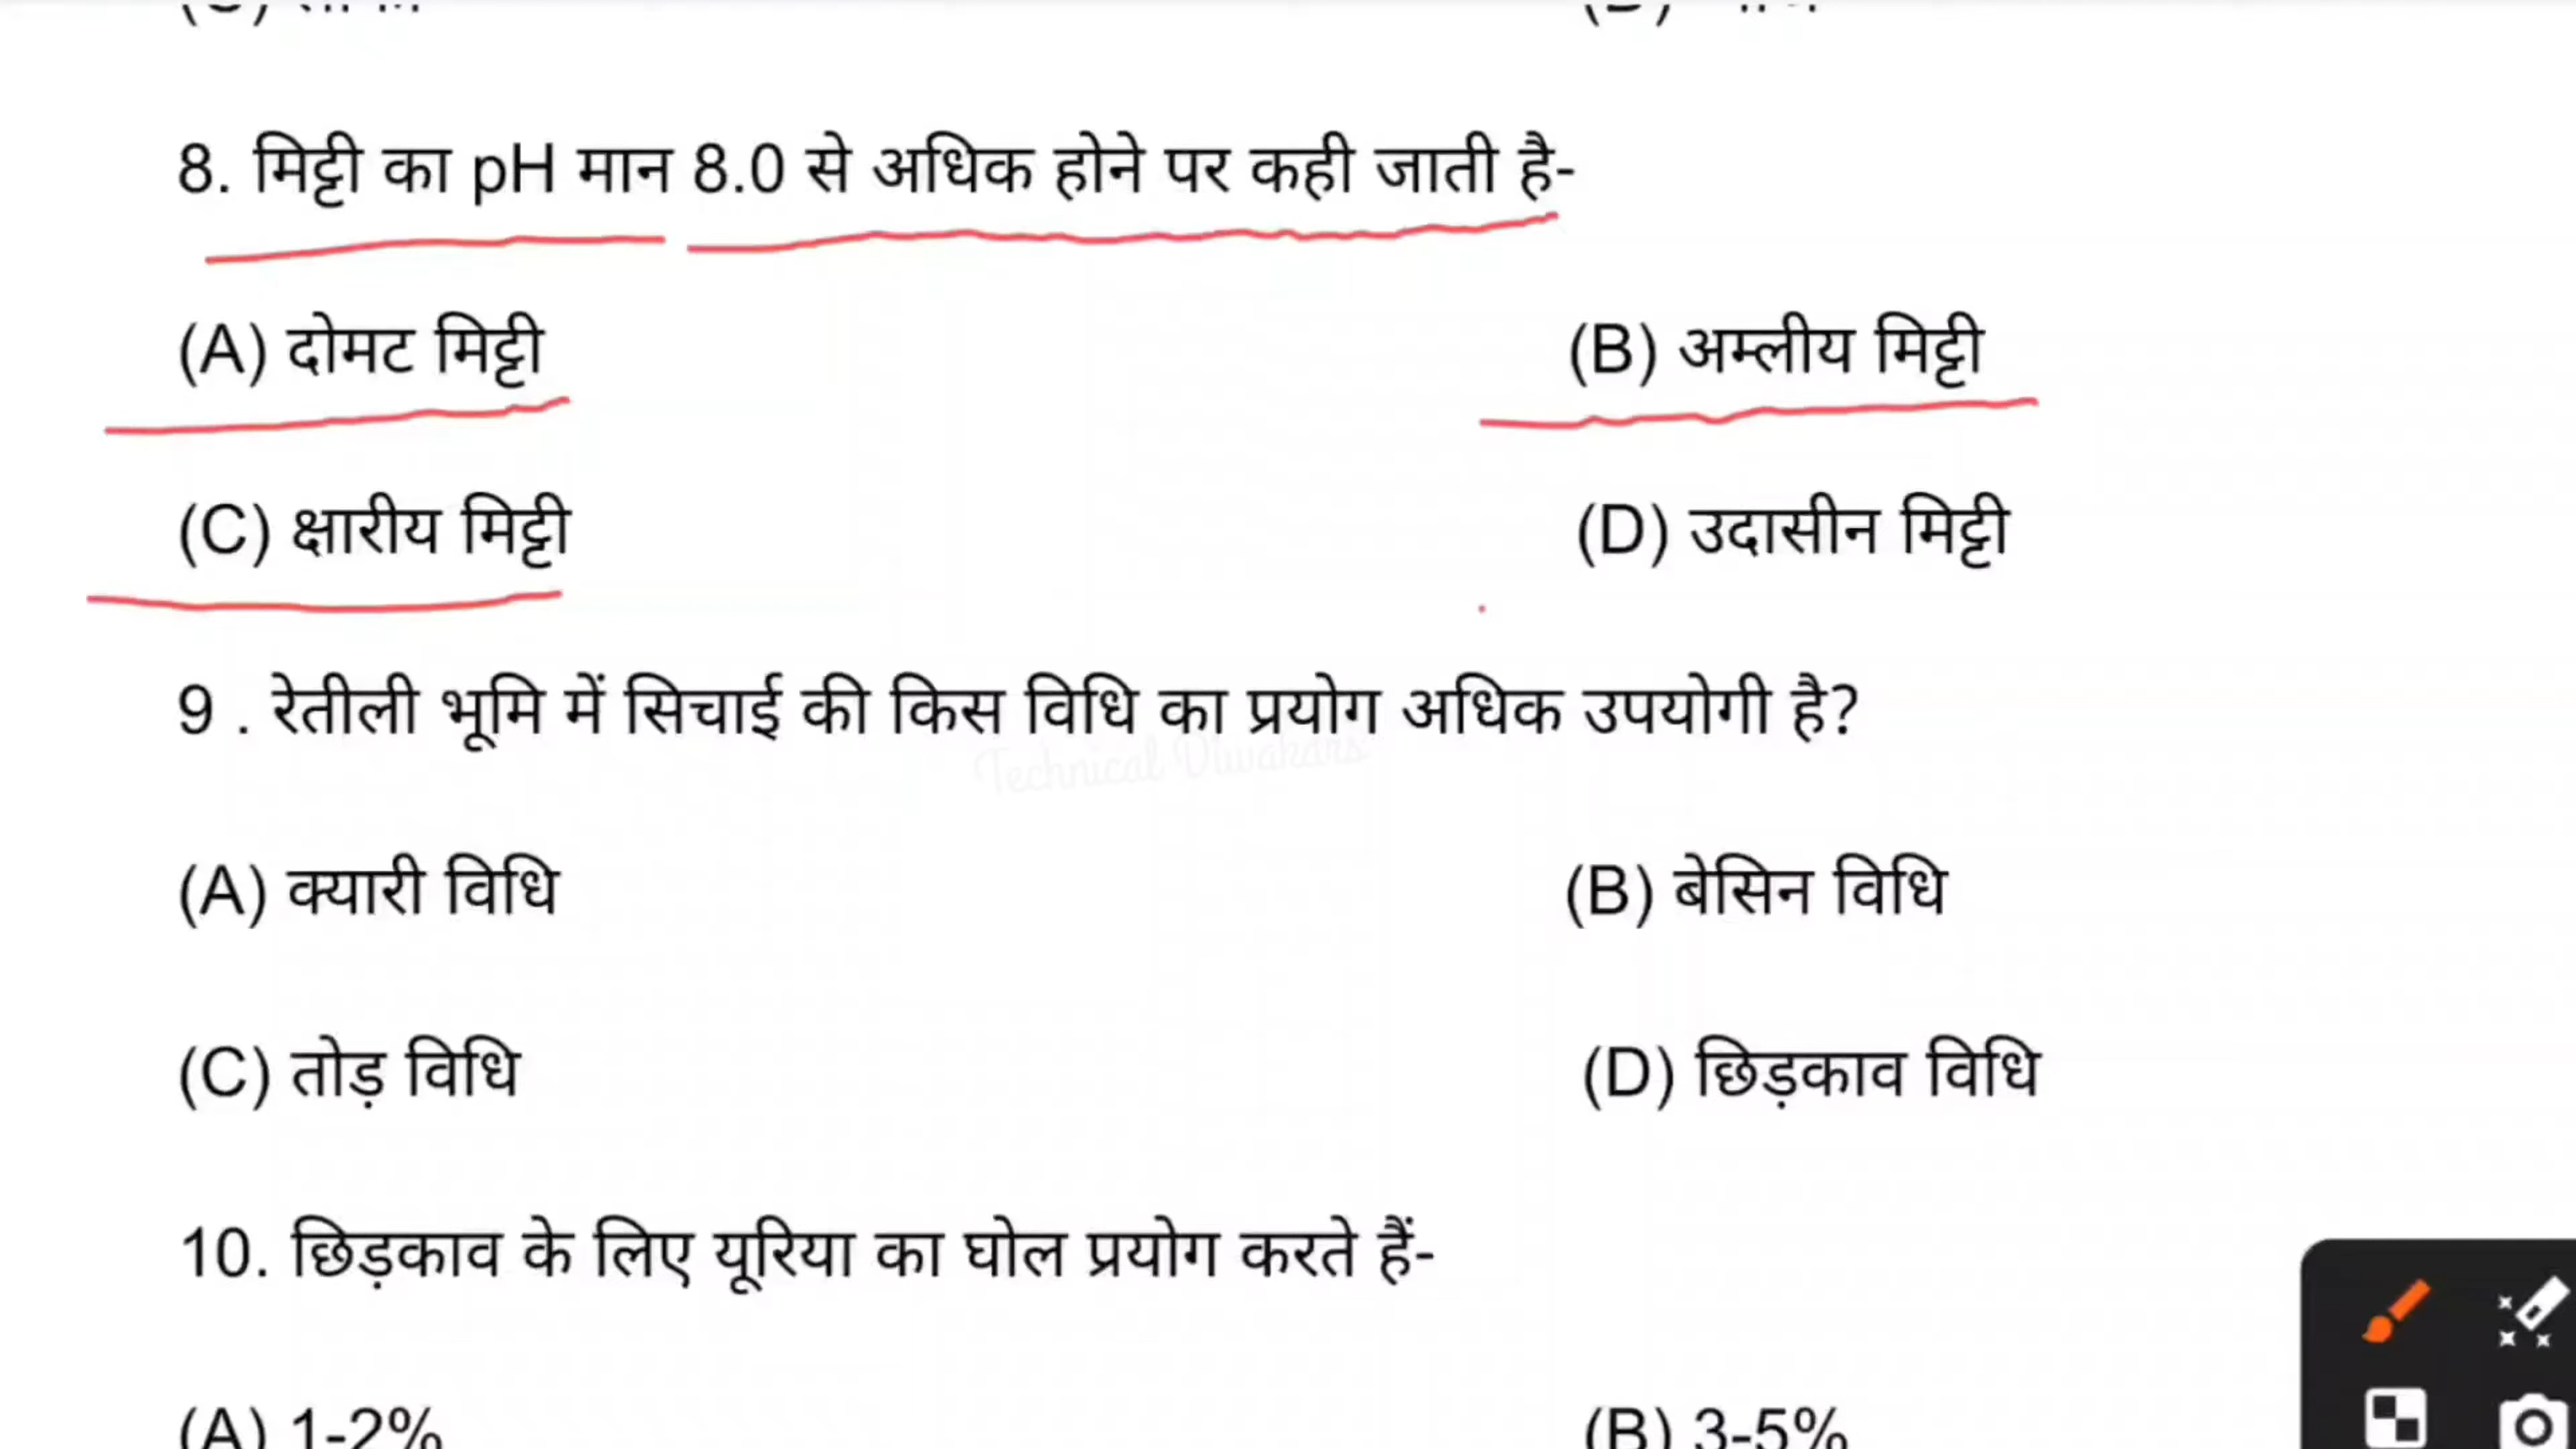 8. मिट्टी का pH मान 8.0 से अधिक होने पर कही जाती है-
(A) दोमट मिट्टी (B) अम्लीय मिट्टी
(C) क्षारीय मिट्टी (D) उदासीन मिट्टी
9 . रेतीली भूमि में सिचाई की किस विधि का प्रयोग अधिक उपयोगी है?
Technical
(A) क्यारी विधि (B) बेसिन विधि
(C) तोड़ विधि (D) छिड़काव विधि
10. छिड़काव के लिए यूरिया का घोल प्रयोग करते हैं-
(A) 1-2% (B) 3-5%